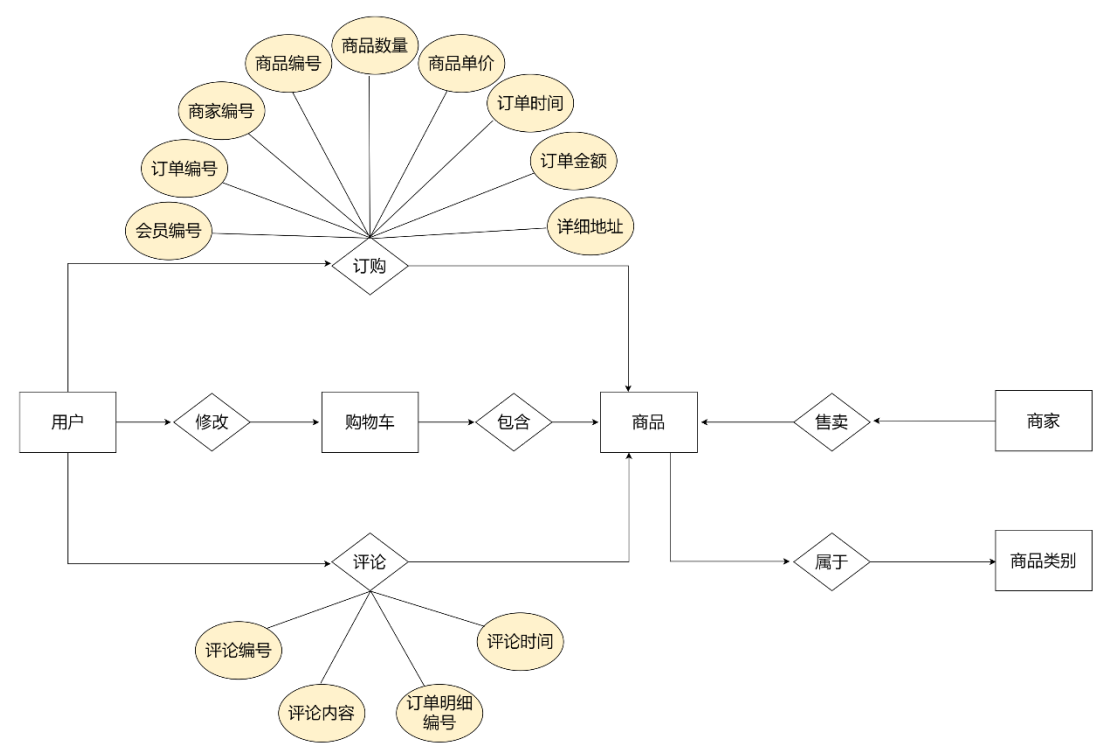 商品数量
商品编号
商品单价
商家编号
订单时间
订单编号
订单金额
会员编号
详细地址
订购
用户
修改
购物车
包含
商品
售卖
商家
评论
属于
商品类别
评论编号
评论时间
评论内容
订单明细
编号